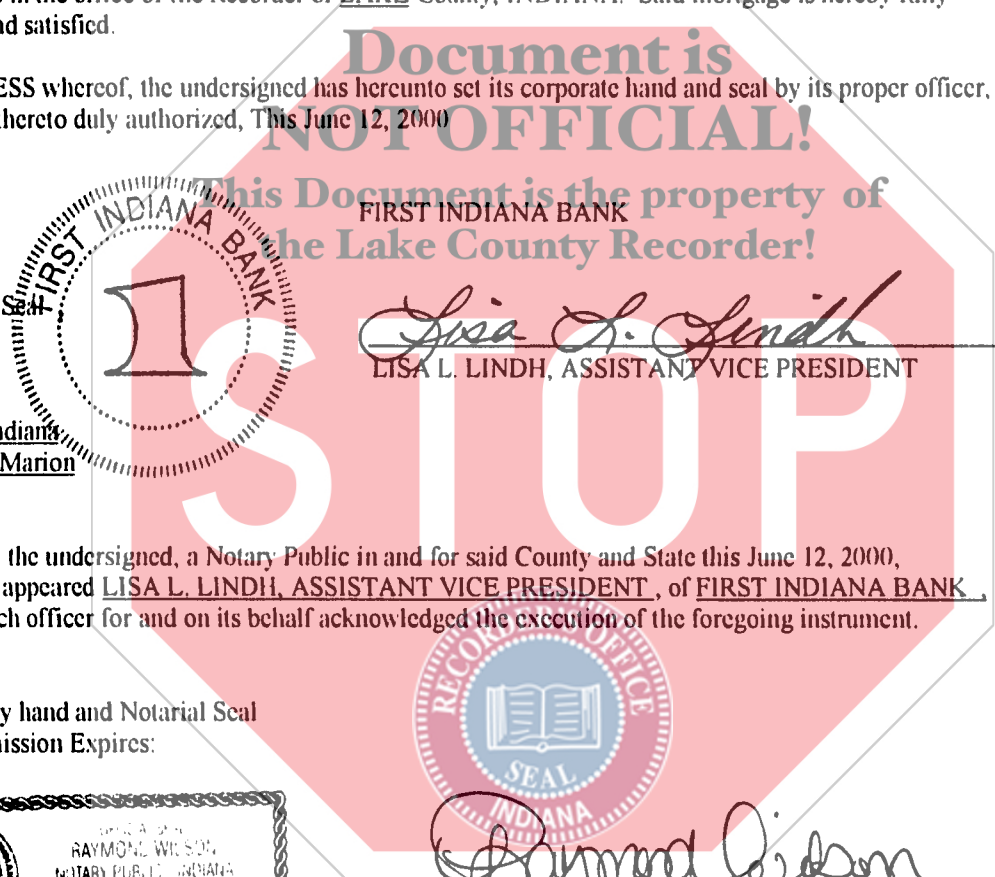 in the office of the Recorder of LAKE County, INDIANA. Said mortgage is hereby fully
nd satisfied.
Document is
ESS whereof, the undersigned has hereunto set its corporate hand and seal by its proper officer,
hereto duly authorized, This June 12, 2000
NOT OFFICIAL!
This Document is the property of
FIRST INDIANA BANK
the Lake County Recorder!
FIRST INDIANA BANK
1
Seal
Lisa L. Lindh
LISA L. LINDH, ASSISTANT VICE PRESIDENT
STOP
ndiana
Marion
the undersigned, a Notary Public in and for said County and State this June 12, 2000,
appeared LISA L. LINDH, ASSISTANT VICE PRESIDENT , of FIRST INDIANA BANK ,
ch officer for and on its behalf acknowledged the execution of the foregoing instrument.
RECORDER'S OFFICE
SEAL
INDIANA
y hand and Notarial Seal
ission Expires:
RAYMOND WILSON
NOTARY PUBLIC INDIANA
Raymond Wilson